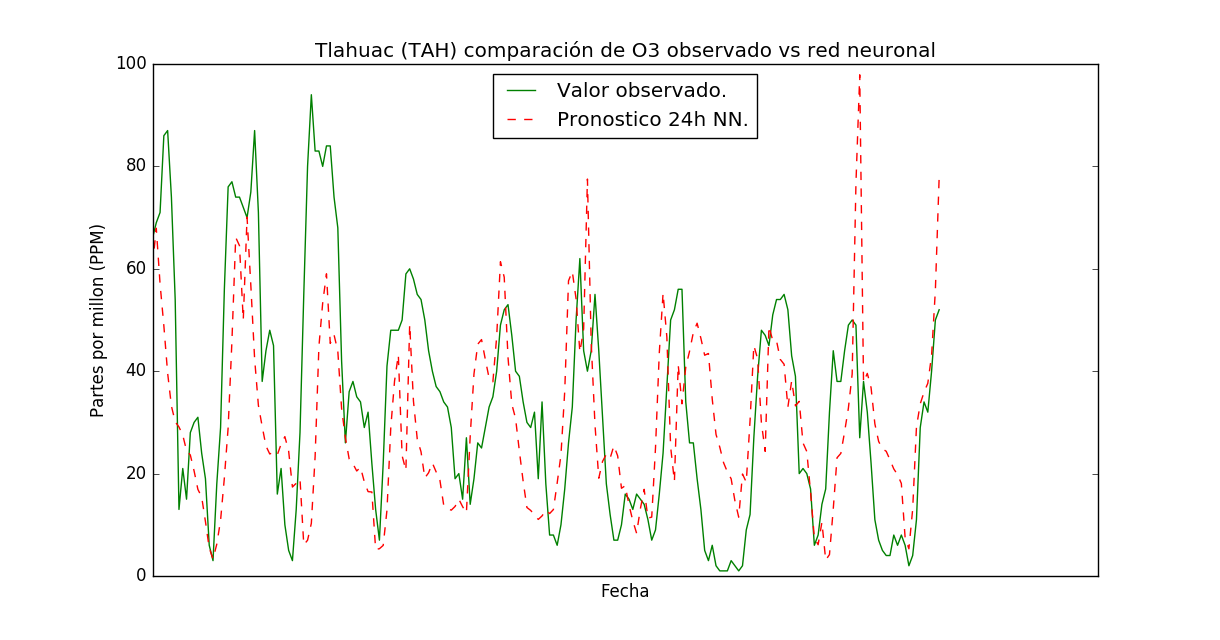 Tlahuac (TAH) comparación de O3 observado vs red neuronal
100
80
60
40
20
0
Partes por millon (PPM)
Valor observado.
Pronostico 24h NN.
Fecha